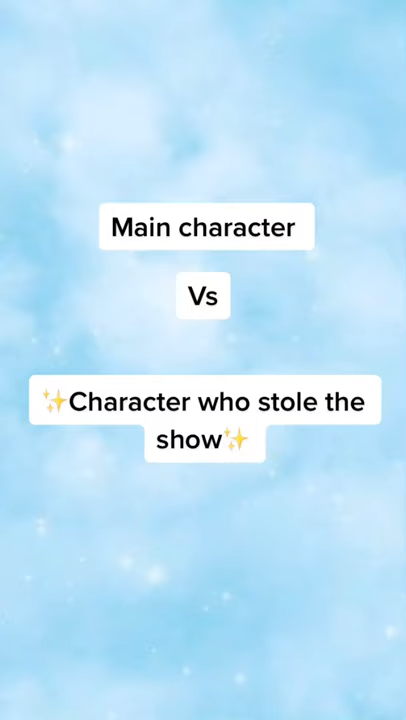 Main character
Vs
✨Character who stole the
show✨